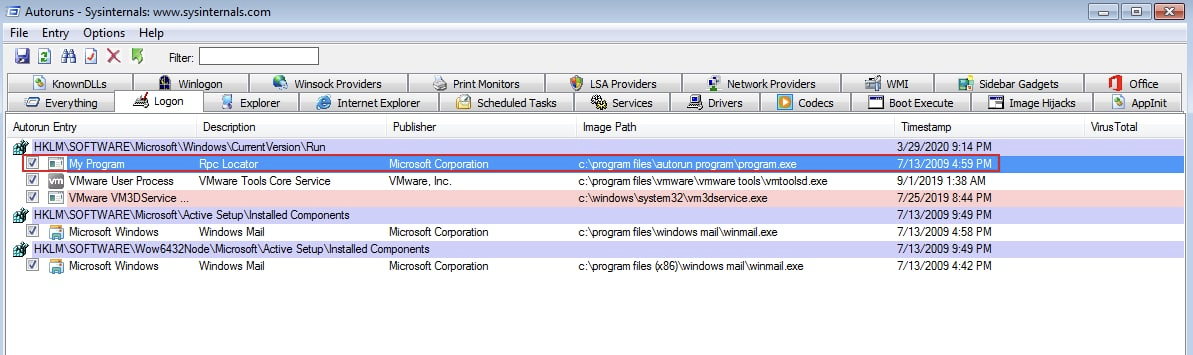 Autoruns - Sysinternals: www.sysinternals.com
File Entry Options Help
Filter:
KnownDLLs Winlogon Winsock Providers Print Monitors LSA Providers Network Providers WMI Sidebar Gadgets Office
Everything Logon Explorer Internet Explorer Scheduled Tasks Services Drivers Codecs Boot Execute Image Hijacks AppInit
Autorun Entry Description Publisher Image Path Timestamp VirusTotal
HKLM\SOFTWARE\Microsoft\Windows\CurrentVersion\Run 3/29/2020 9:14 PM
My Program Rpc Locator Microsoft Corporation c:\program files\autorun program\program.exe 7/13/2009 4:59 PM
vm VMware User Process VMware Tools Core Service VMware, Inc. c:\program files\vmware\vmware tools\vmtoolsd.exe 9/1/2019 1:38 AM
VMware VM3DService ... c:\windows\system32\vm3dservice.exe 7/25/2019 8:44 PM
HKLM\SOFTWARE\Microsoft\Active Setup\Installed Components 7/13/2009 9:49 PM
Microsoft Windows Windows Mail Microsoft Corporation c:\program files\windows mail\winmail.exe 7/13/2009 4:58 PM
HKLM\SOFTWARE\Wow6432Node\Microsoft\Active Setup\Installed Components 7/13/2009 9:49 PM
Microsoft Windows Windows Mail Microsoft Corporation c:\program files (x86)\windows mail\winmail.exe 7/13/2009 4:42 PM